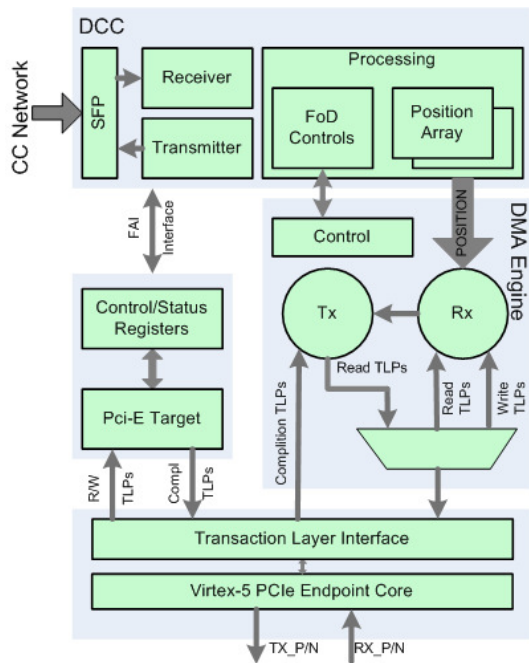 DCC
CC Network
SFP
Receiver
Transmitter
Processing
FoD
Controls
Position
Array
FAI
Interface
Control
POSITION
DMA Engine
Control/Status
Registers
Tx
Rx
Read TLPs
Pci-E Target
Complition TLPs
Read
TLPs
Write
TLPs
R/W
TLPs
Compl
TLPs
Transaction Layer Interface
Virtex-5 PCIe Endpoint Core
TX_P/N
RX_P/N